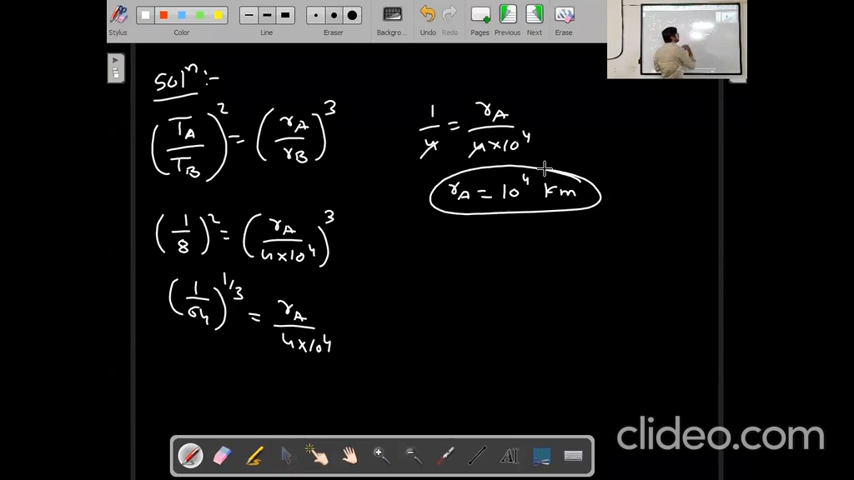 Stylus
Color
Line
Eraser
Backgro...
Undo
Redo
Pages
Previous
Next
Erase
Solⁿ :-
(T_A / T_B)² = (r_A / r_B)³
(1/8)² = (r_A / 4×10⁴)³
(1/64)^(1/3) = r_A / 4×10⁴
1/4 = r_A / 4×10⁴
r_A = 10⁴ km
clideo.com